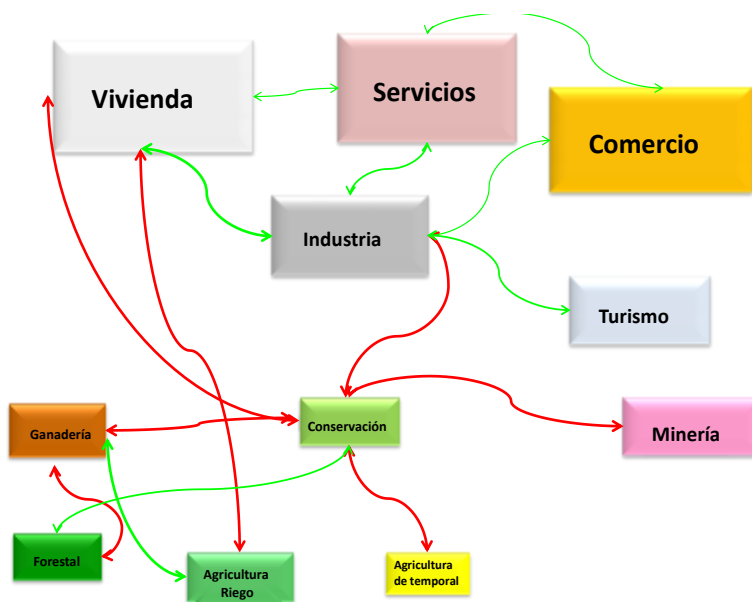 Vivienda
Servicios
Comercio
Industria
Turismo
Ganadería
Conservación
Minería
Forestal
Agricultura
Riego
Agricultura
de temporal